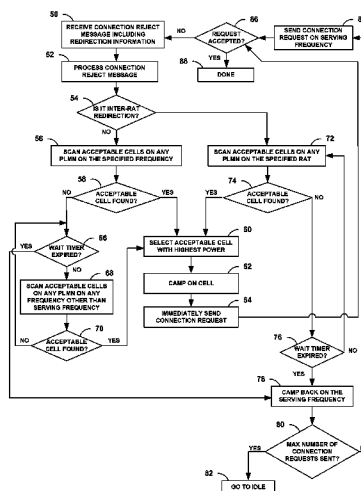 50
RECEIVE CONNECTION REJECT
MESSAGE INCLUDING
REDIRECTION INFORMATION
NO
86
REQUEST
ACCEPTED?
SEND CONNECTION
REQUEST ON SERVING
FREQUENCY
52
PROCESS CONNECTION
REJECT MESSAGE
YES
88
DONE
54
IS IT INTER-RAT
REDIRECTION?
NO
56
SCAN ACCEPTABLE CELLS ON ANY
PLMN ON THE SPECIFIED FREQUENCY
72
SCAN ACCEPTABLE CELLS ON ANY
PLMN ON THE SPECIFIED RAT
58
NO
ACCEPTABLE
CELL FOUND?
YES
74
YES
ACCEPTABLE
CELL FOUND?
NO
66
YES
WAIT TIMER
EXPIRED?
NO
SELECT ACCEPTABLE CELL
WITH HIGHEST POWER
68
SCAN ACCEPTABLE CELLS
ON ANY PLMN ON ANY
FREQUENCY OTHER THAN
SERVING FREQUENCY
CAMP ON CELL
IMMEDIATELY SEND
CONNECTION REQUEST
70
NO
ACCEPTABLE
CELL FOUND?
YES
76
WAIT TIMER
EXPIRED?
NO
YES
78
CAMP BACK ON THE
SERVING FREQUENCY
80
YES
MAX NUMBER OF
CONNECTION
REQUESTS SENT?
82
GO TO IDLE